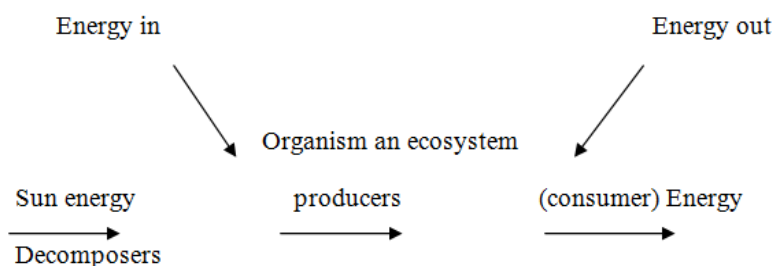 Energy in Energy out
Organism an ecosystem
Sun energy producers (consumer) Energy
Decomposers